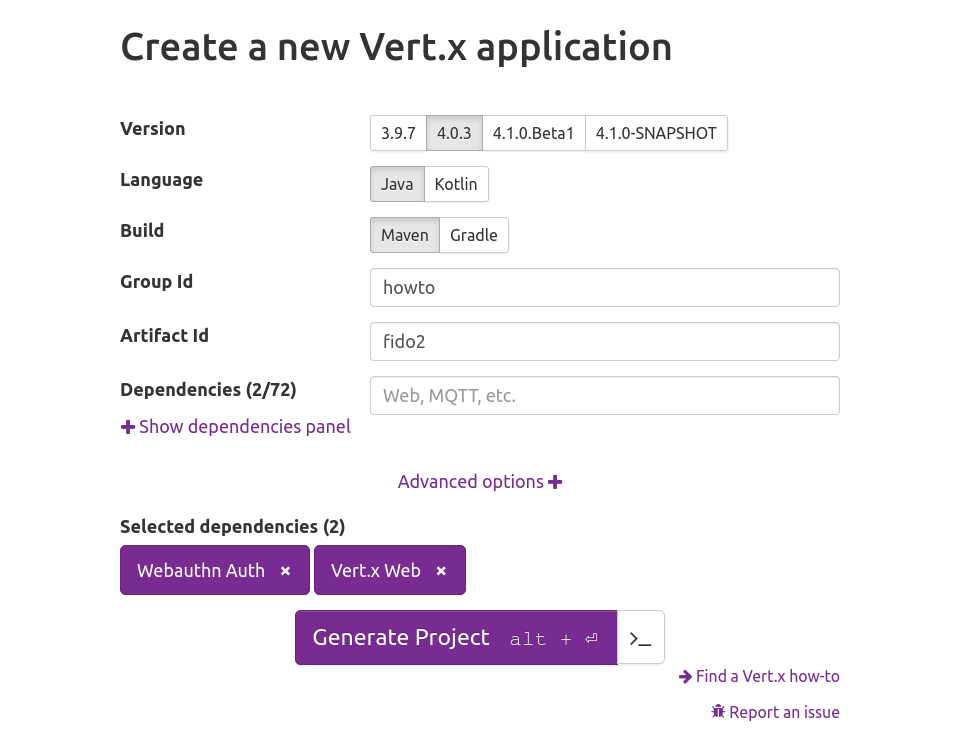 Create a new Vert.x application
Version 3.9.7 4.0.3 4.1.0.Beta1 4.1.0-SNAPSHOT
Language Java Kotlin
Build Maven Gradle
Group Id howto
Artifact Id fido2
Dependencies (2/72) Web, MQTT, etc.
Show dependencies panel
Advanced options
Selected dependencies (2)
Webauthn Auth × Vert.x Web ×
Generate Project alt + ⏎ >_
Find a Vert.x how-to
Report an issue